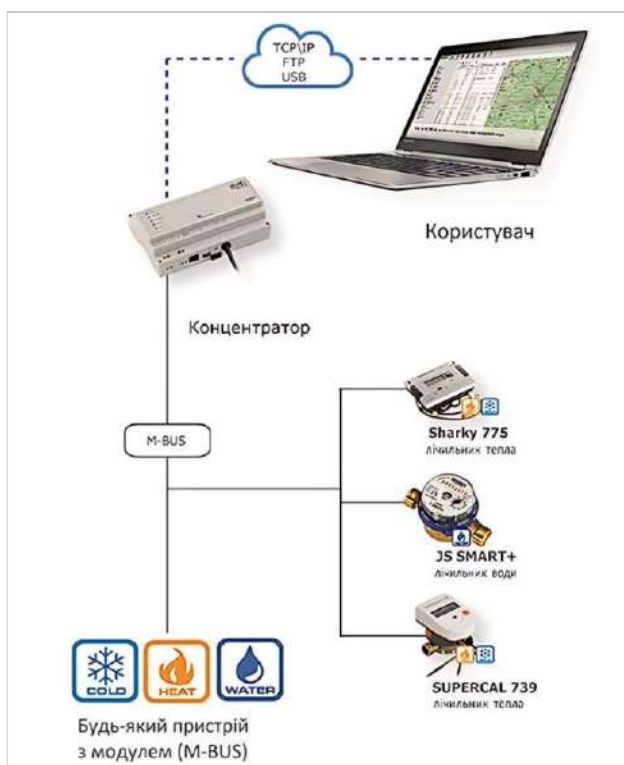 TCP\IP
FTP
USB
Користувач
Концентратор
M-BUS
Sharky 775
лічильник тепла
JS SMART+
лічильник води
SUPERCAL 739
лічильник тепла
COLD HEAT WATER
Будь-який пристрій
з модулем (M-BUS)